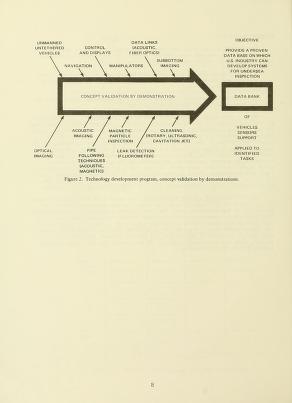 UNMANNED
UNTETHERED
VEHICLES
CONTROL
AND DISPLAYS
DATA LINKS
(ACOUSTIC,
FIBER OPTICS)
NAVIGATION
MANIPULATORS
SUBBOTTOM
IMAGING
OBJECTIVE
PROVIDE A PROVEN
DATA BASE ON WHICH
U.S. INDUSTRY CAN
DEVELOP SYSTEMS
FOR UNDERSEA
INSPECTION
CONCEPT VALIDATION BY DEMONSTRATION
DATA BANK
OF
VEHICLES
SENSORS
SUPPORT
APPLIED TO
IDENTIFIED
TASKS
OPTICAL
IMAGING
ACOUSTIC
IMAGING
PIPE
FOLLOWING
TECHNIQUES
(ACOUSTIC,
MAGNETIC)
MAGNETIC
PARTICLE
INSPECTION
LEAK DETECTION
(FLUOROMETER)
CLEANING
(ROTARY, ULTRASONIC,
CAVITATION JET)
Figure 2. Technology development program, concept validation by demonstrations.
8